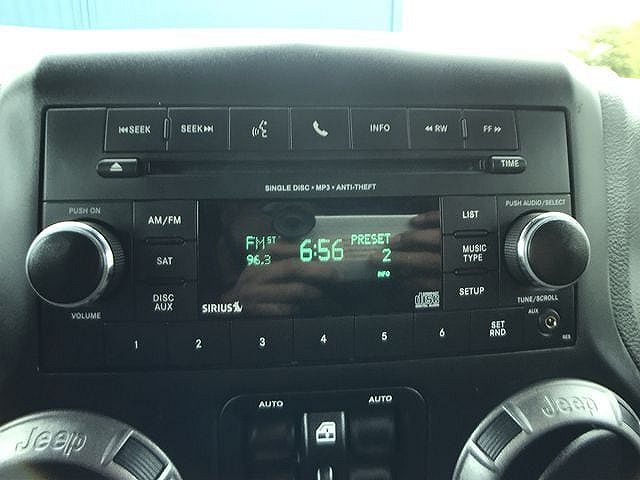 SEEK SEEK INFO RW FF
TIME
SINGLE DISC • MP3 • ANTI-THEFT
PUSH ON
PUSH AUDIO/SELECT
AM/FM
SAT
DISC
AUX
VOLUME
FM ST 6:56 PRESET
96.3 2
INFO
SIRIUS
disc
LIST
MUSIC
TYPE
SETUP
TUNE/SCROLL
AUX
1 2 3 4 5 6 SET
RND
RES
AUTO AUTO
Jeep Jeep